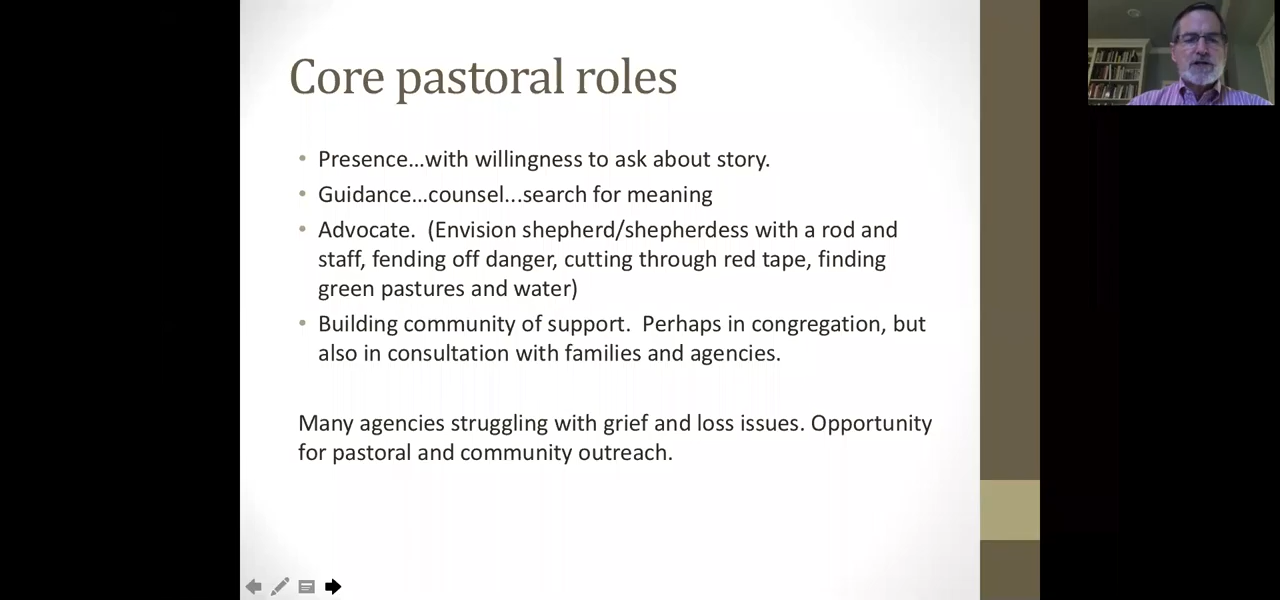 Core pastoral roles
• Presence…with willingness to ask about story.
• Guidance…counsel...search for meaning
• Advocate.  (Envision shepherd/shepherdess with a rod and
staff, fending off danger, cutting through red tape, finding
green pastures and water)
• Building community of support.  Perhaps in congregation, but
also in consultation with families and agencies.
Many agencies struggling with grief and loss issues. Opportunity
for pastoral and community outreach.